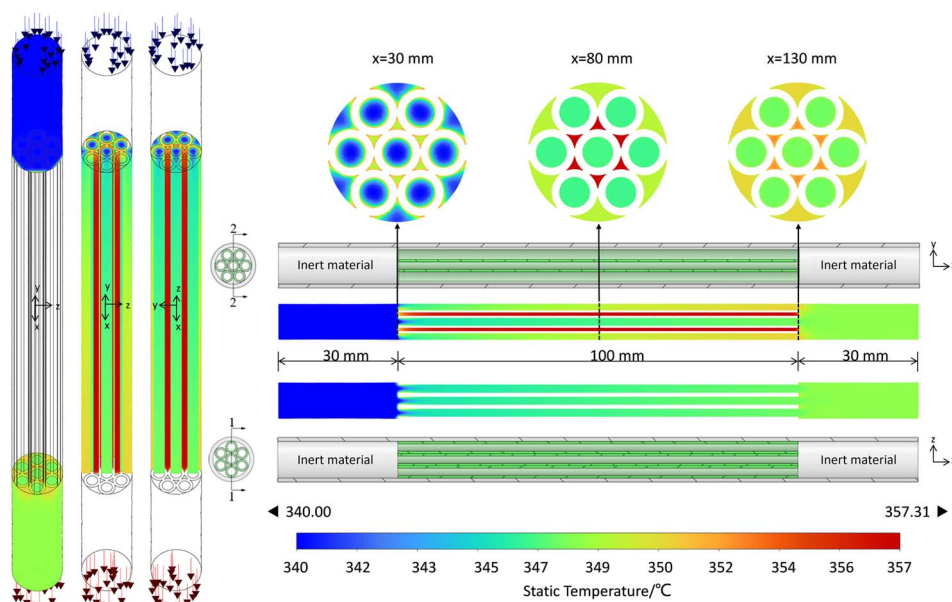 x=30 mm
x=80 mm
x=130 mm
2
2
Inert material
Inert material
y
30 mm
100 mm
30 mm
y
z
x
y
z
x
z
y
x
1
1
Inert material
Inert material
z
340.00
357.31
340 342 343 345 347 349 350 352 354 356 357
Static Temperature/℃